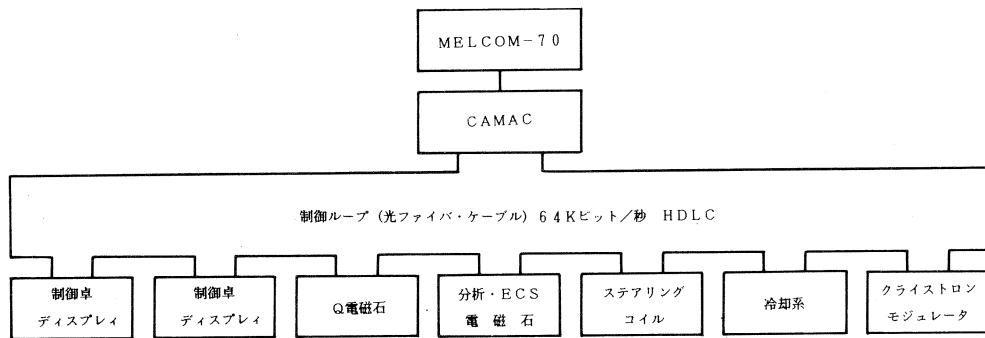 MELCOM-70
CAMAC
制御ループ (光ファイバ・ケーブル) 64Kビット/秒 HDLC
制御卓
ディスプレィ
制御卓
ディスプレィ
Q電磁石
分析・ECS
電磁石
ステアリング
コイル
冷却系
クライストロン
モジュレータ